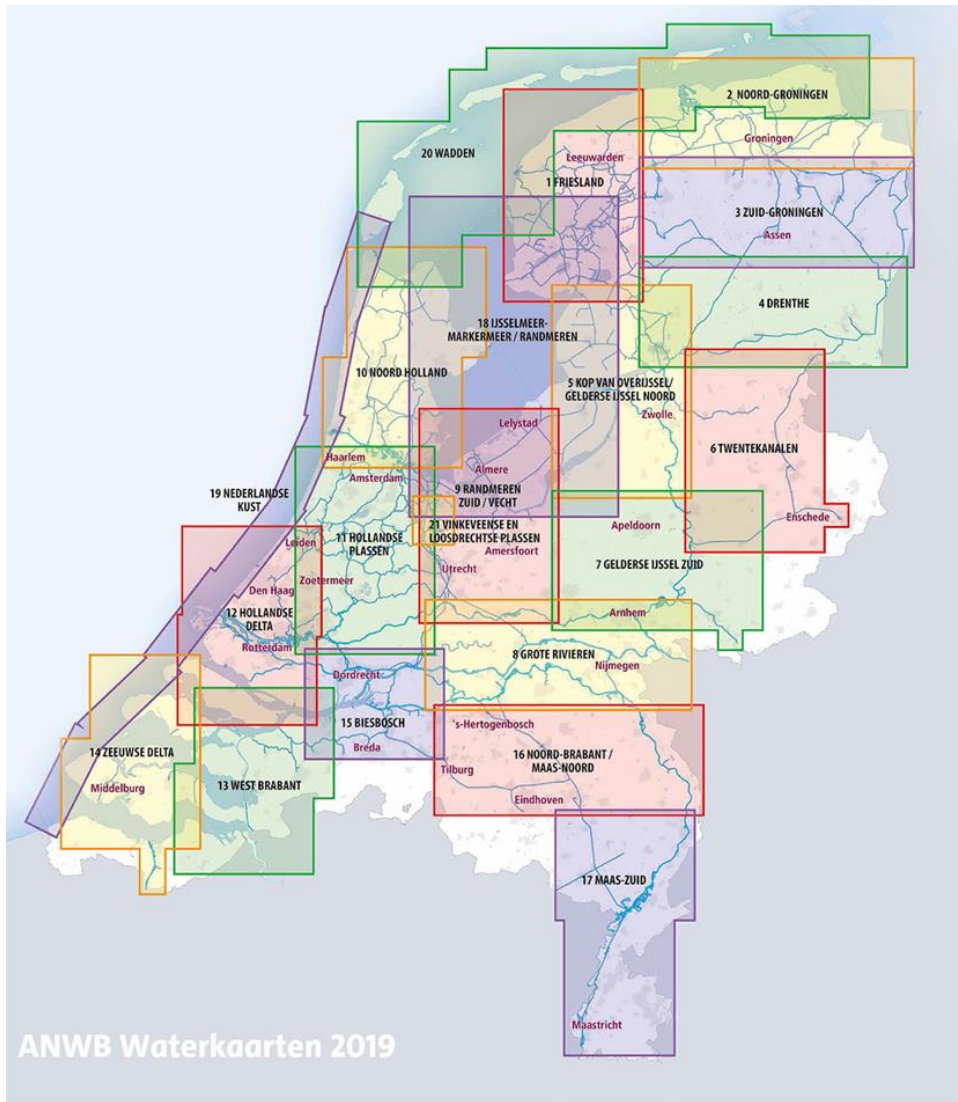 2 NOORD-GRONINGEN
Groningen
20 WADDEN
Leeuwarden
1 FRIESLAND
3 ZUID-GRONINGEN
Assen
4 DRENTHE
18 IJSSELMEER-
MARKERMEER / RANDMEREN
10 NOORD HOLLAND
5 KOP VAN OVERIJSSEL/
GELDERSE IJSSEL NOORD
Zwolle
Lelystad
6 TWENTEKANALEN
Haarlem
Amsterdam
Almere
9 RANDMEREN
ZUID / VECHT
19 NEDERLANDSE
KUST
Enschede
21 VINKEVEENSE EN
LOOSDRECHTSE PLASSEN
Apeldoorn
Leiden
11 HOLLANDSE
PLASSEN
Amersfoort
7 GELDERSE IJSSEL ZUID
Utrecht
Zoetermeer
Den Haag
12 HOLLANDSE
DELTA
Arnhem
Rotterdam
8 GROTE RIVIEREN
Nijmegen
Dordrecht
15 BIESBOSCH
Breda
's-Hertogenbosch
14 ZEEUWSE DELTA
16 NOORD-BRABANT /
MAAS-NOORD
Tilburg
13 WEST BRABANT
Middelburg
Eindhoven
17 MAAS-ZUID
Maastricht
ANWB Waterkaarten 2019